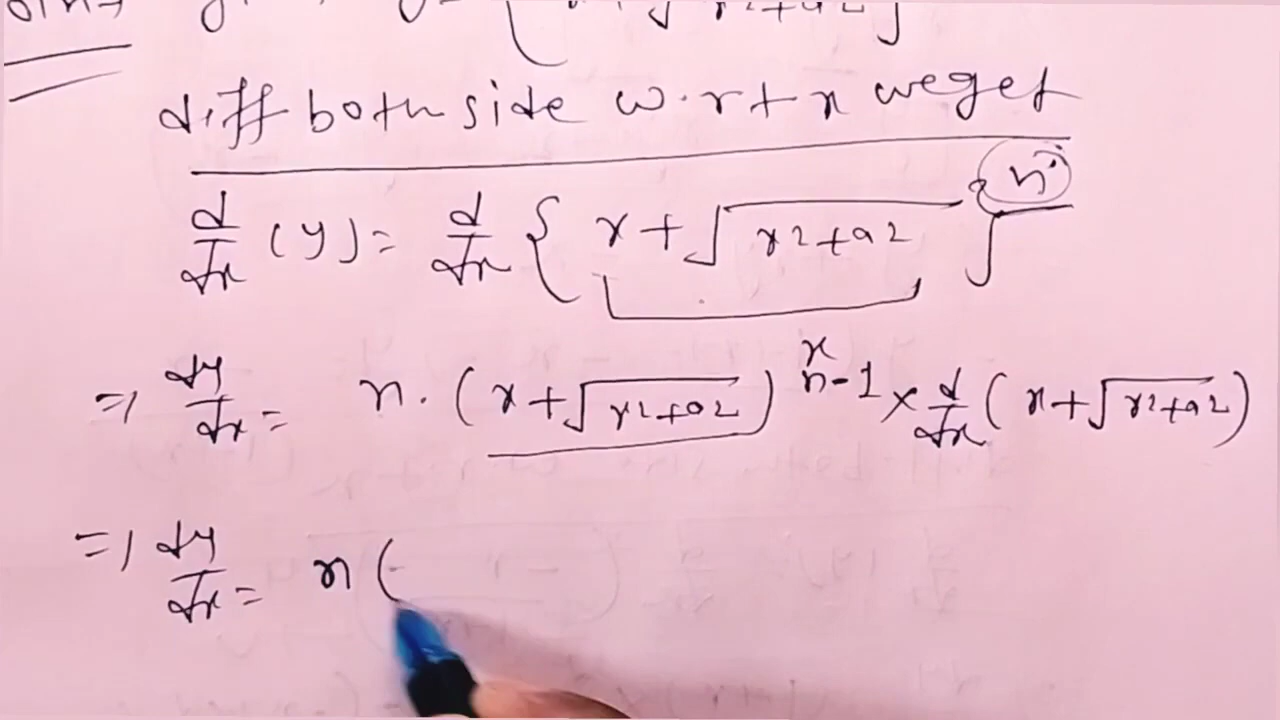 diff both side w.r.t x we get
d/dx (y) = d/dx { x + √(x²+a²) }ⁿ
⇒ dy/dx = n · (x + √(x²+a²))ⁿ⁻¹ × d/dx (x + √(x²+a²))
⇒ dy/dx = n (